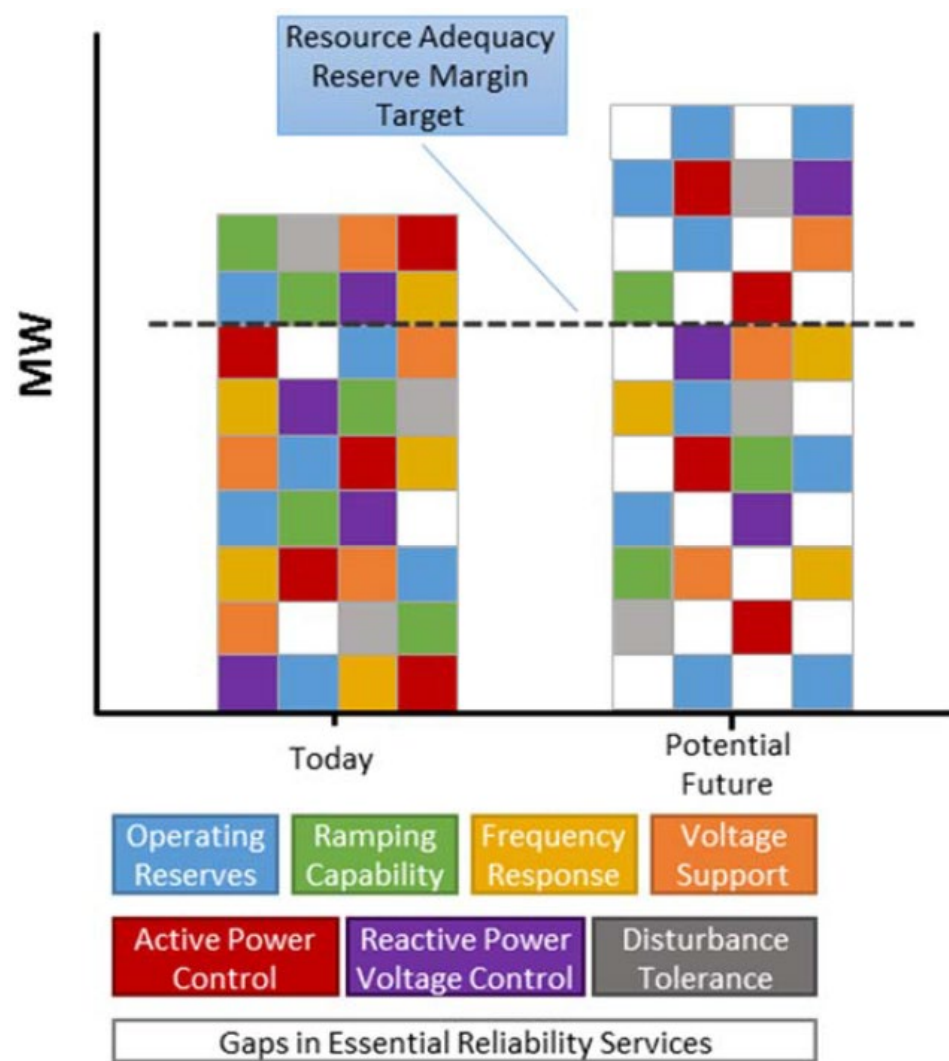 Resource Adequacy
Reserve Margin
Target
MW
Today
Potential
Future
Operating
Reserves
Ramping
Capability
Frequency
Response
Voltage
Support
Active Power
Control
Reactive Power
Voltage Control
Disturbance
Tolerance
Gaps in Essential Reliability Services